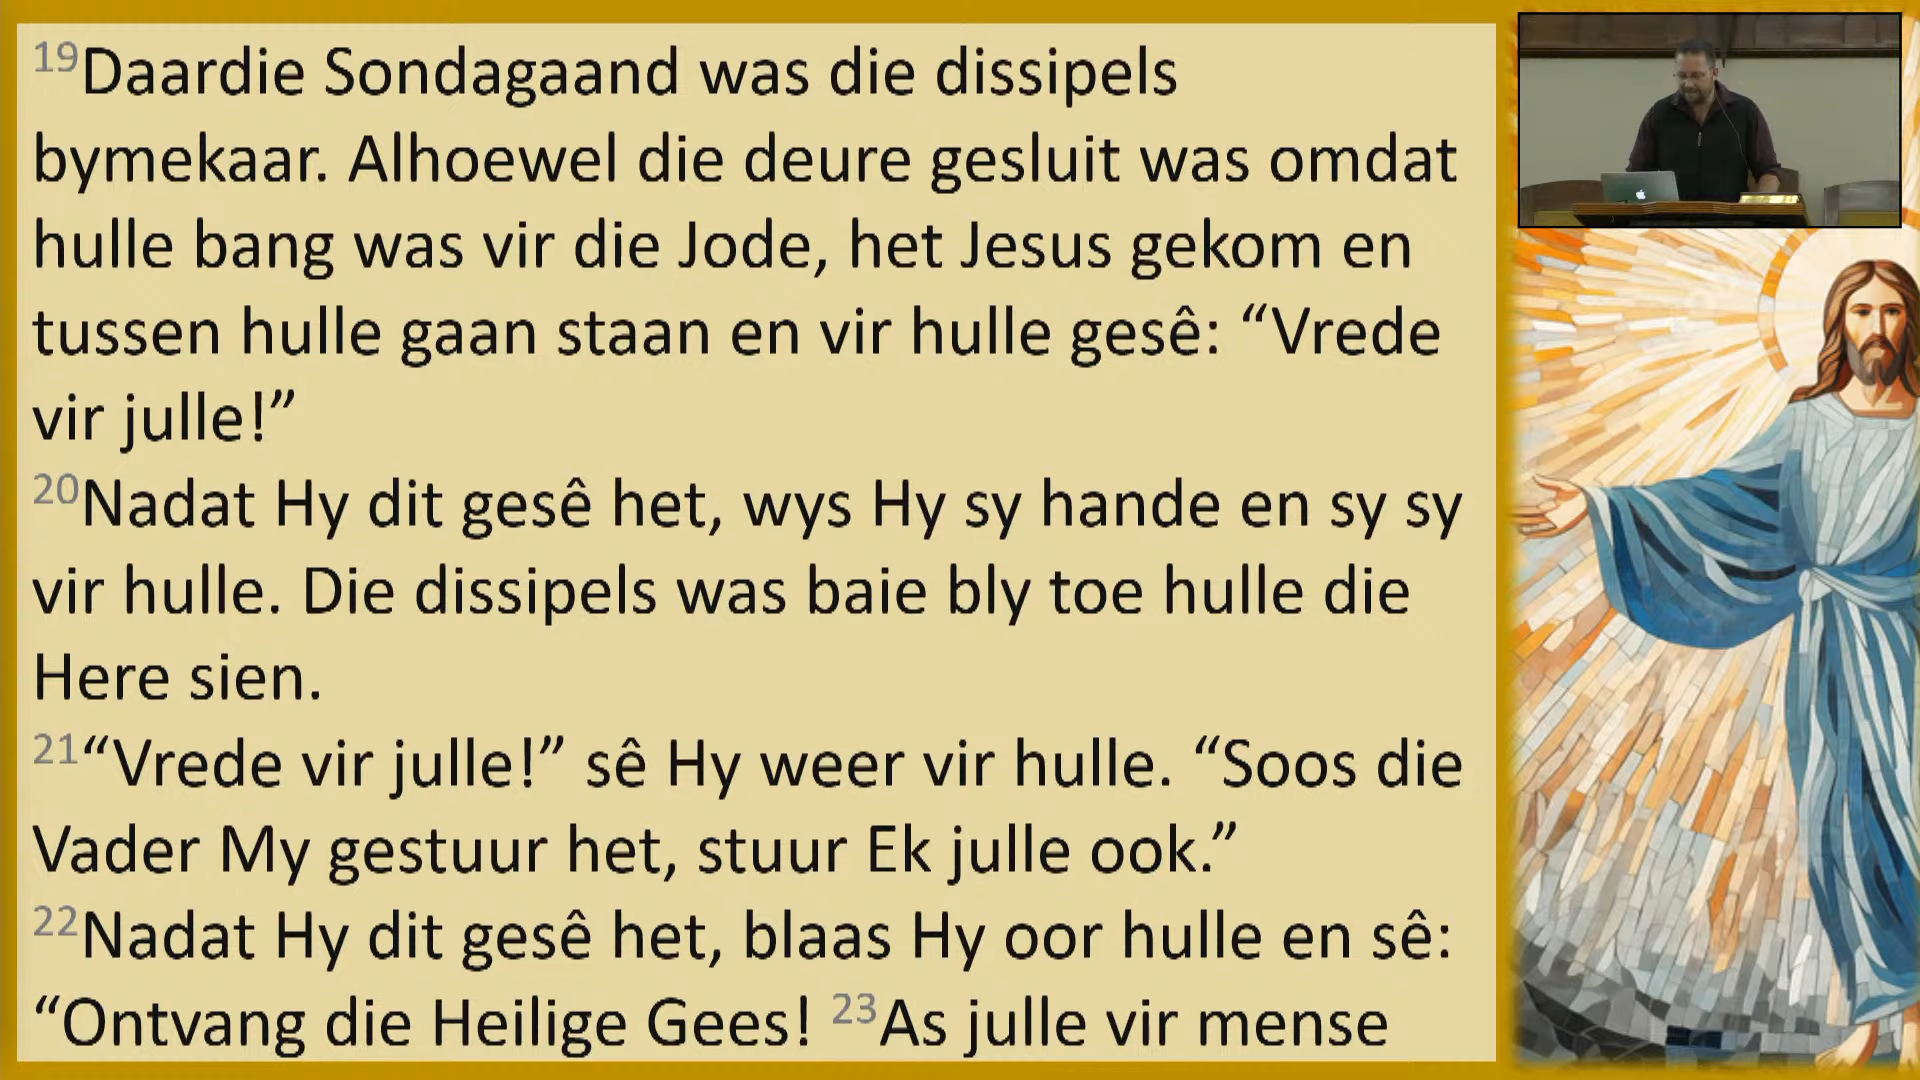 19Daardie Sondagaand was die dissipels
bymekaar. Alhoewel die deure gesluit was omdat
hulle bang was vir die Jode, het Jesus gekom en
tussen hulle gaan staan en vir hulle gesê: “Vrede
vir julle!”
20Nadat Hy dit gesê het, wys Hy sy hande en sy sy
vir hulle. Die dissipels was baie bly toe hulle die
Here sien.
21“Vrede vir julle!” sê Hy weer vir hulle. “Soos die
Vader My gestuur het, stuur Ek julle ook.”
22Nadat Hy dit gesê het, blaas Hy oor hulle en sê:
“Ontvang die Heilige Gees! 23As julle vir mense